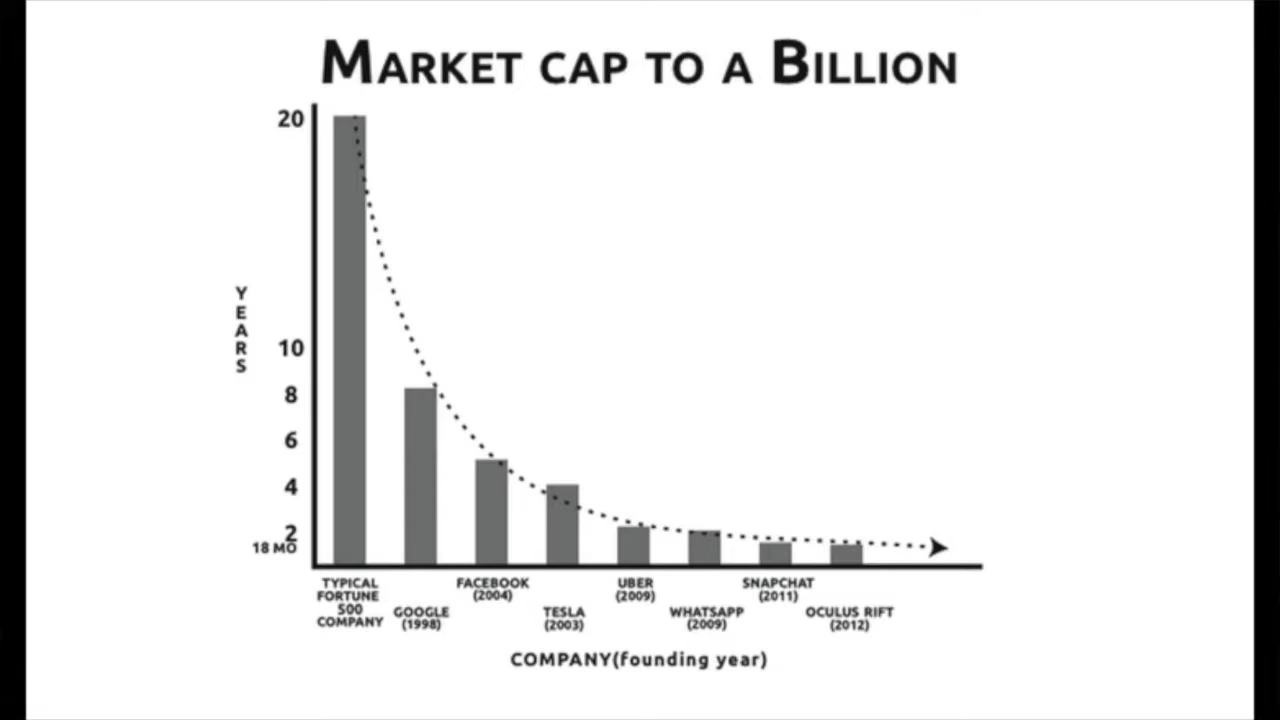 MARKET CAP TO A BILLION
20
10
8
6
4
2
18 MO
YEARS
TYPICAL
FORTUNE
500
COMPANY
GOOGLE
(1998)
FACEBOOK
(2004)
TESLA
(2003)
UBER
(2009)
WHATSAPP
(2009)
SNAPCHAT
(2011)
OCULUS RIFT
(2012)
COMPANY(founding year)